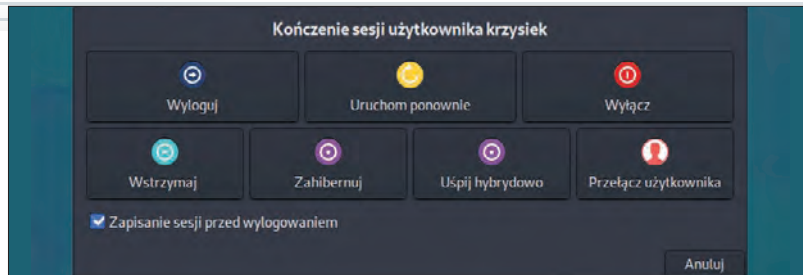 Kończenie sesji użytkownika krzysiek
Wyloguj Uruchom ponownie Wyłącz
Wstrzymaj Zahibernuj Uśpij hybrydowo Przełącz użytkownika
Zapisanie sesji przed wylogowaniem
Anuluj